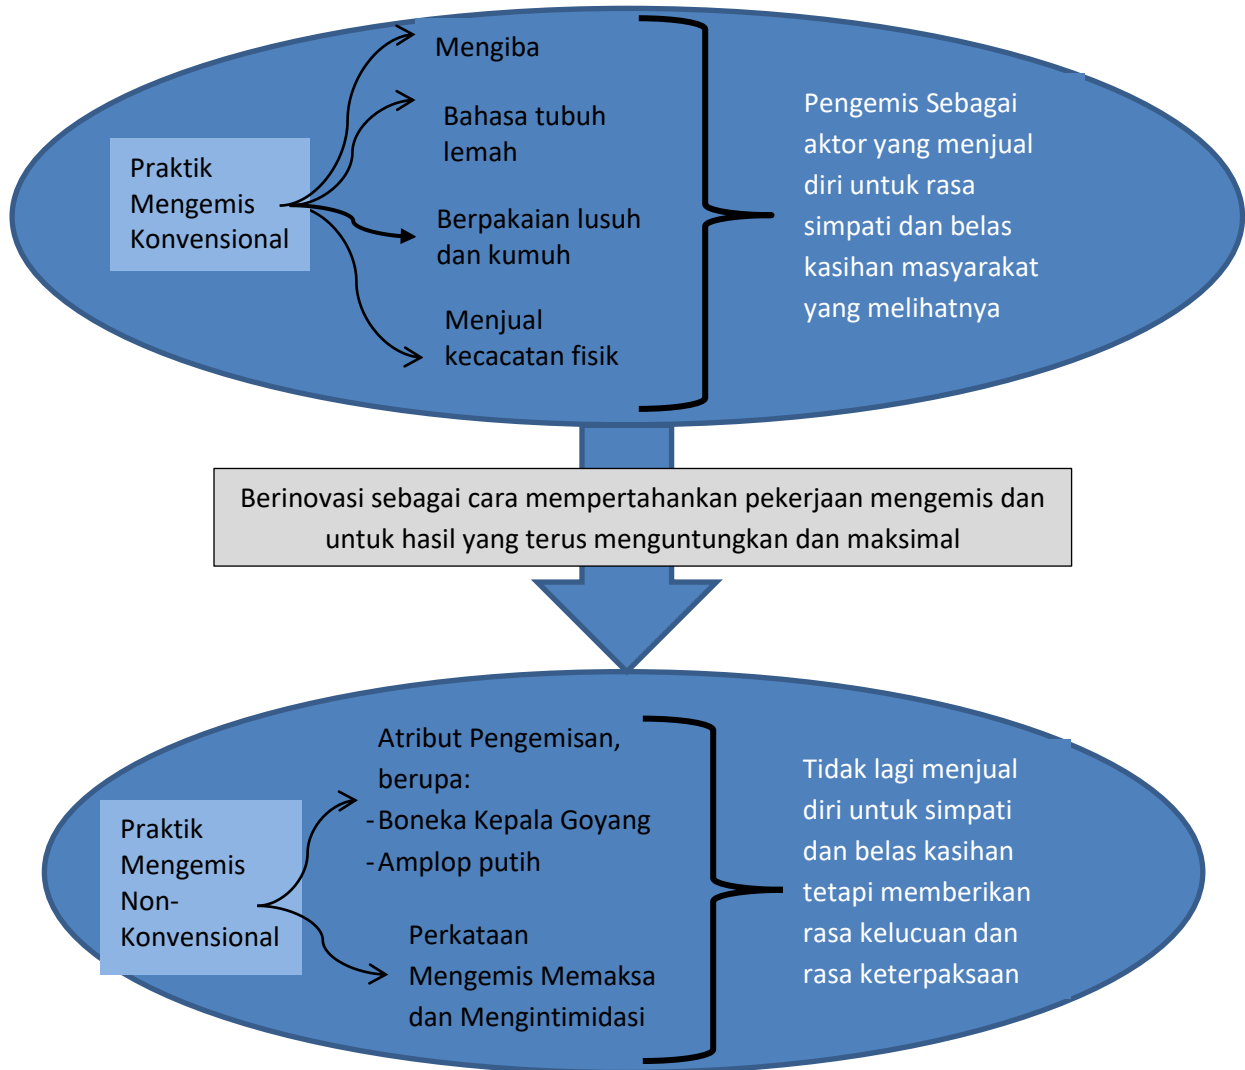 Praktik
Mengemis
Konvensional
Mengiba
Bahasa tubuh
lemah
Berpakaian lusuh
dan kumuh
Menjual
kecacatan fisik
Pengemis Sebagai
aktor yang menjual
diri untuk rasa
simpati dan belas
kasihan masyarakat
yang melihatnya
Berinovasi sebagai cara mempertahankan pekerjaan mengemis dan
untuk hasil yang terus menguntungkan dan maksimal
Praktik
Mengemis
Non-
Konvensional
Atribut Pengemisan,
berupa:
-Boneka Kepala Goyang
-Amplop putih
Perkataan
Mengemis Memaksa
dan Mengintimidasi
Tidak lagi menjual
diri untuk simpati
dan belas kasihan
tetapi memberikan
rasa kelucuan dan
rasa keterpaksaan